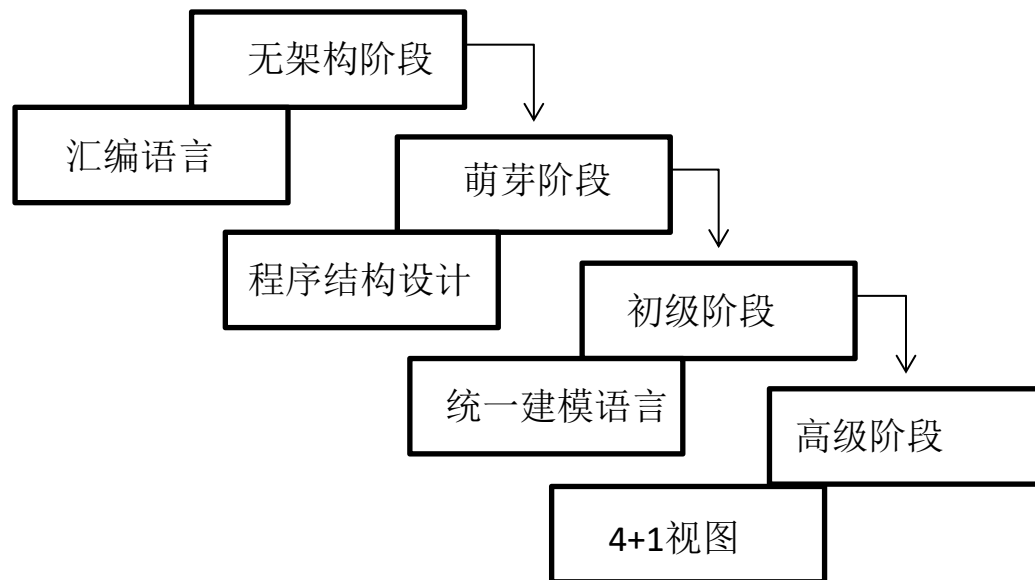 无架构阶段
汇编语言
萌芽阶段
程序结构设计
初级阶段
统一建模语言
高级阶段
4+1视图